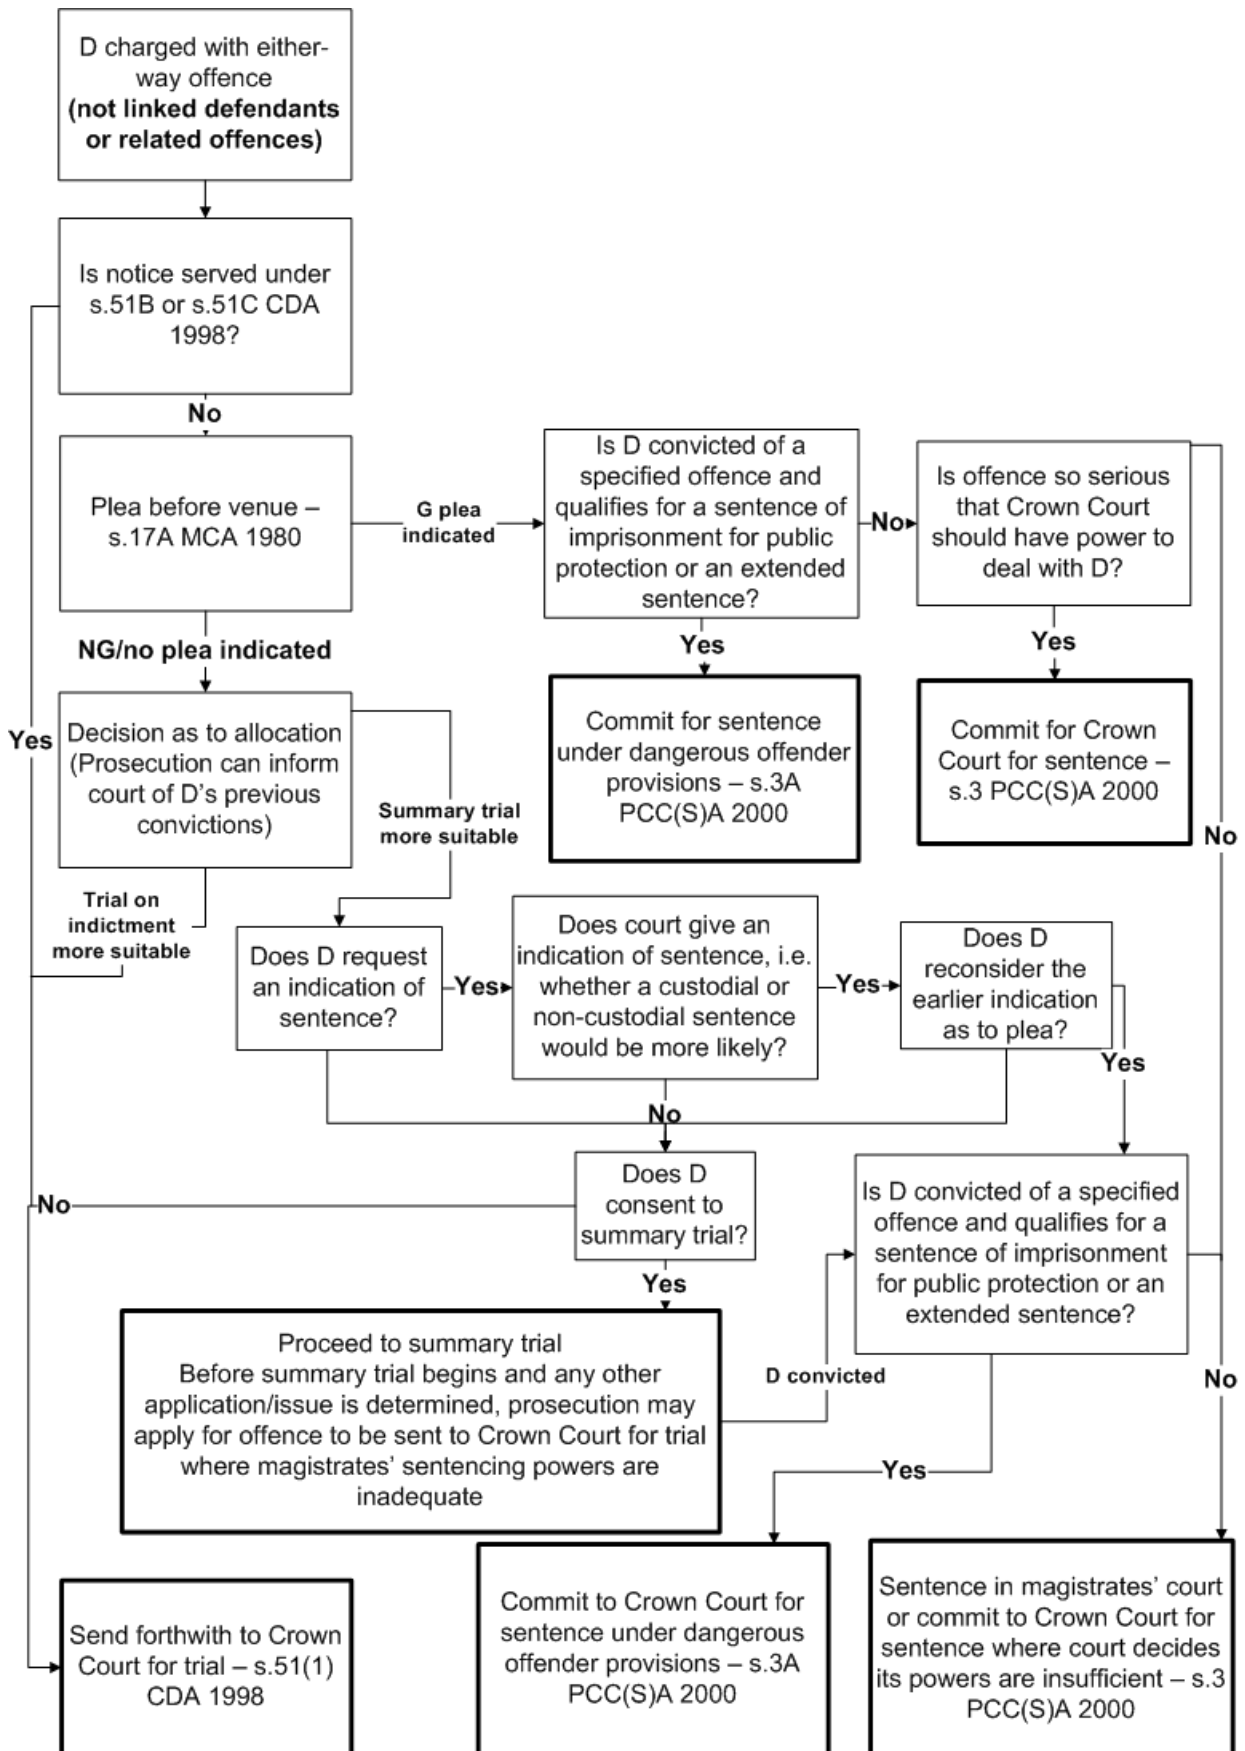 D charged with either-
way offence
(not linked defendants
or related offences)
Is notice served under
s.51B or s.51C CDA
1998?
No
Plea before venue –
s.17A MCA 1980
G plea
indicated
Is D convicted of a
specified offence and
qualifies for a sentence of
imprisonment for public
protection or an extended
sentence?
No
Is offence so serious
that Crown Court
should have power to
deal with D?
Yes
Yes
NG/no plea indicated
Commit for sentence
under dangerous offender
provisions – s.3A
PCC(S)A 2000
Commit for Crown
Court for sentence –
s.3 PCC(S)A 2000
Yes
Decision as to allocation
(Prosecution can inform
court of D's previous
convictions)
Summary trial
more suitable
No
Trial on
indictment
more suitable
Does D request
an indication of
sentence?
Yes
Does court give an
indication of sentence, i.e.
whether a custodial or
non-custodial sentence
would be more likely?
Yes
Does D
reconsider the
earlier indication
as to plea?
Yes
No
Does D
consent to
summary trial?
No
Yes
Is D convicted of a specified
offence and qualifies for a
sentence of imprisonment
for public protection or an
extended sentence?
Proceed to summary trial
Before summary trial begins and any other
application/issue is determined, prosecution may
apply for offence to be sent to Crown Court for trial
where magistrates' sentencing powers are
inadequate
D convicted
No
Yes
Send forthwith to Crown
Court for trial – s.51(1)
CDA 1998
Commit to Crown Court for
sentence under dangerous
offender provisions – s.3A
PCC(S)A 2000
Sentence in magistrates' court
or commit to Crown Court for
sentence where court decides
its powers are insufficient – s.3
PCC(S)A 2000